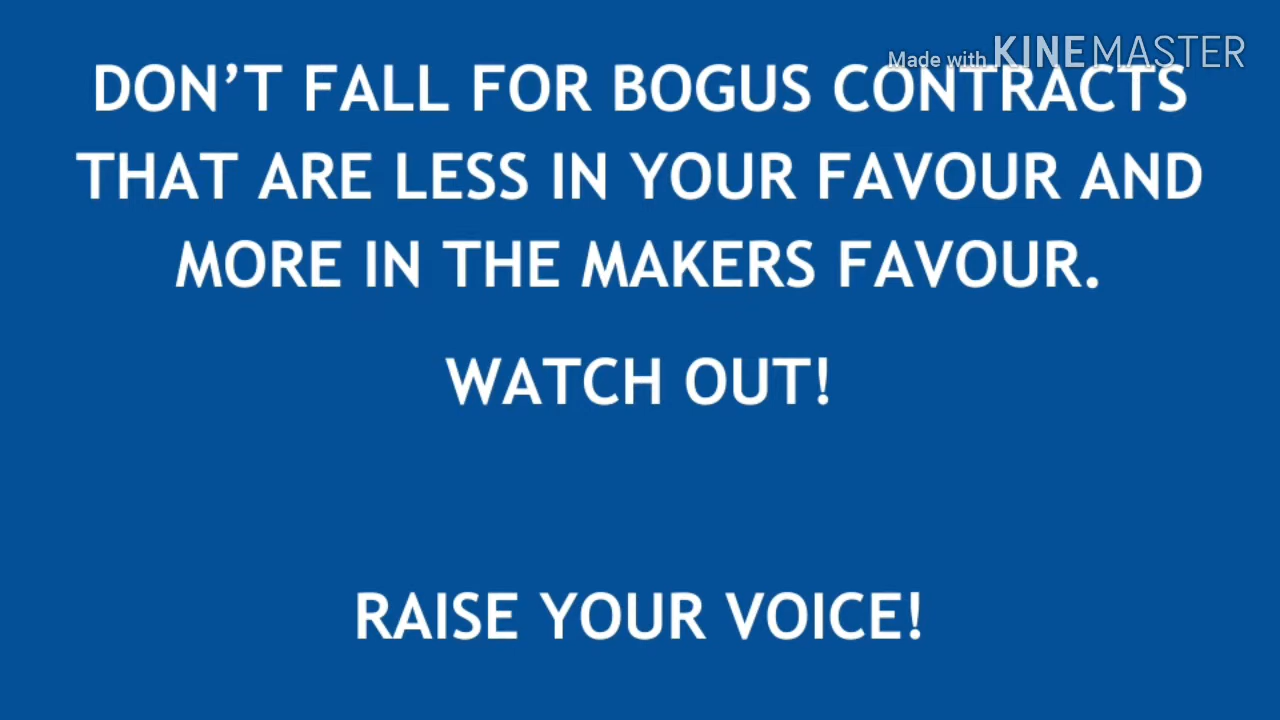 Made with KINEMASTER
DON'T FALL FOR BOGUS CONTRACTS
THAT ARE LESS IN YOUR FAVOUR AND
MORE IN THE MAKERS FAVOUR.
WATCH OUT!
RAISE YOUR VOICE!